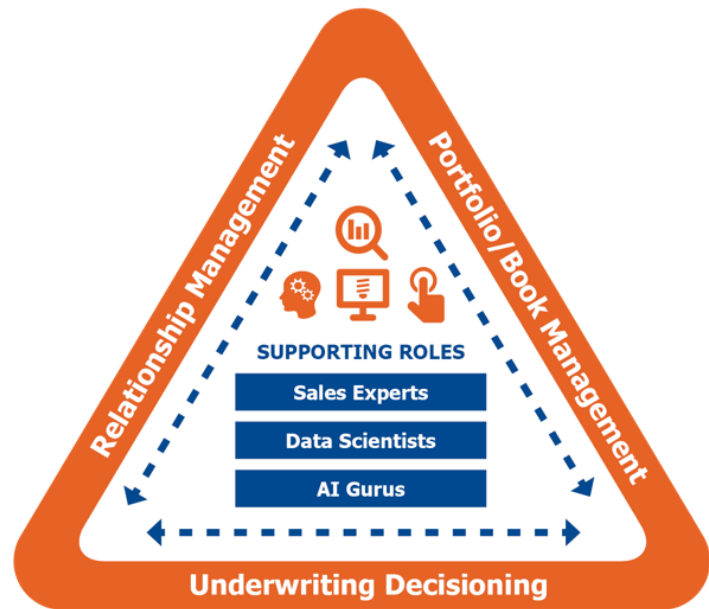 Relationship Management
Portfolio/Book Management
SUPPORTING ROLES
Sales Experts
Data Scientists
AI Gurus
Underwriting Decisioning